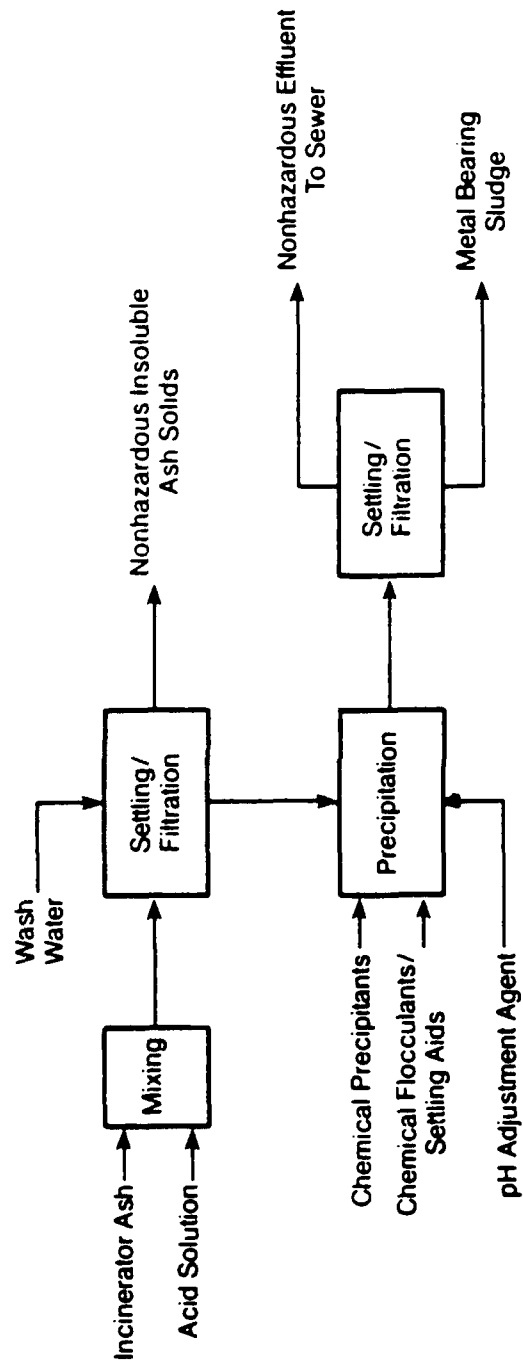 Incinerator Ash
Acid Solution
Mixing
Wash
Water
Settling/
Filtration
Nonhazardous Insoluble
Ash Solids
Chemical Precipitants
Chemical Flocculants/
Settling Aids
pH Adjustment Agent
Precipitation
Settling/
Filtration
Nonhazardous Effluent
To Sewer
Metal Bearing
Sludge